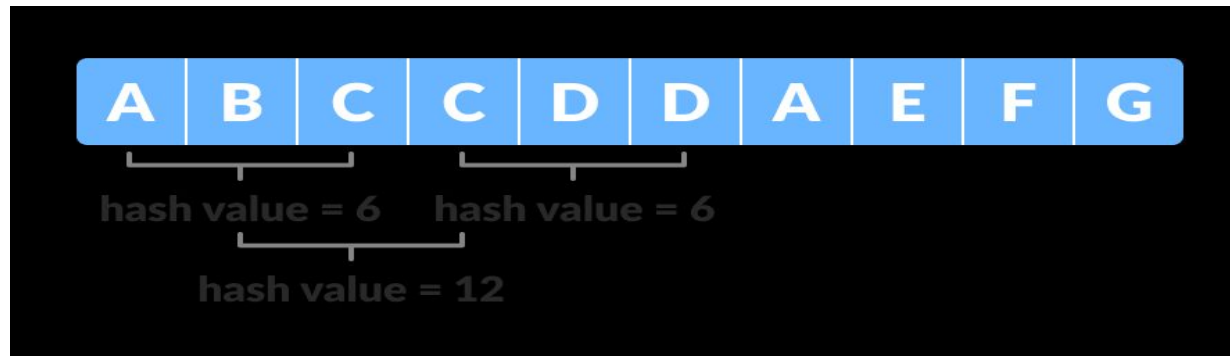 A B C C D D A E F G
hash value = 6 hash value = 6
hash value = 12